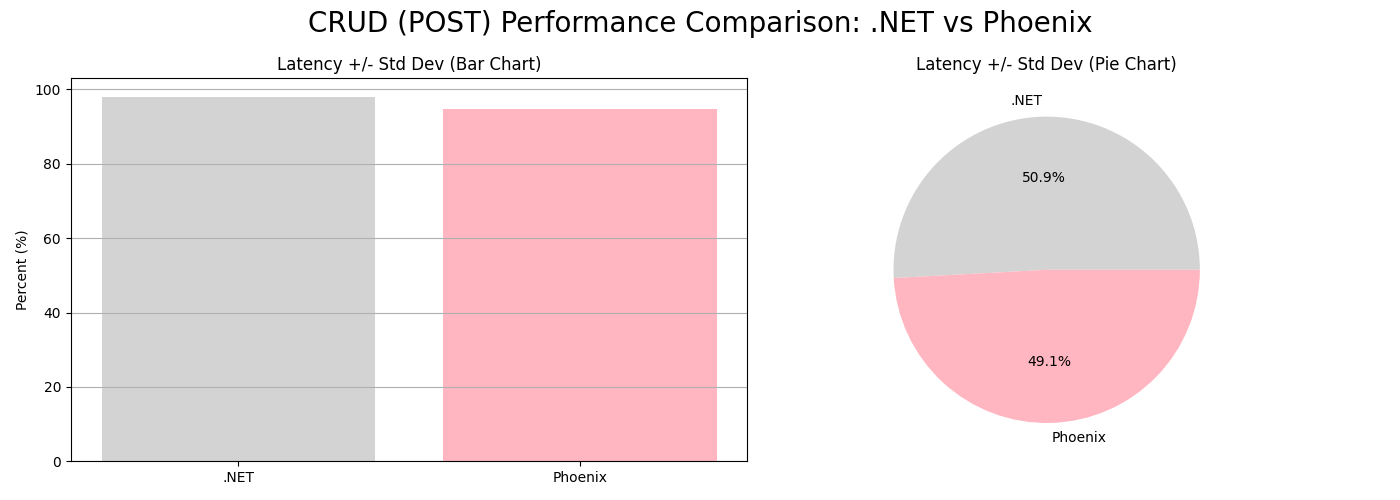 CRUD (POST) Performance Comparison: .NET vs Phoenix
Latency +/- Std Dev (Bar Chart)
Percent (%)
100
80
60
40
20
0
.NET
Phoenix
Latency +/- Std Dev (Pie Chart)
.NET
50.9%
49.1%
Phoenix